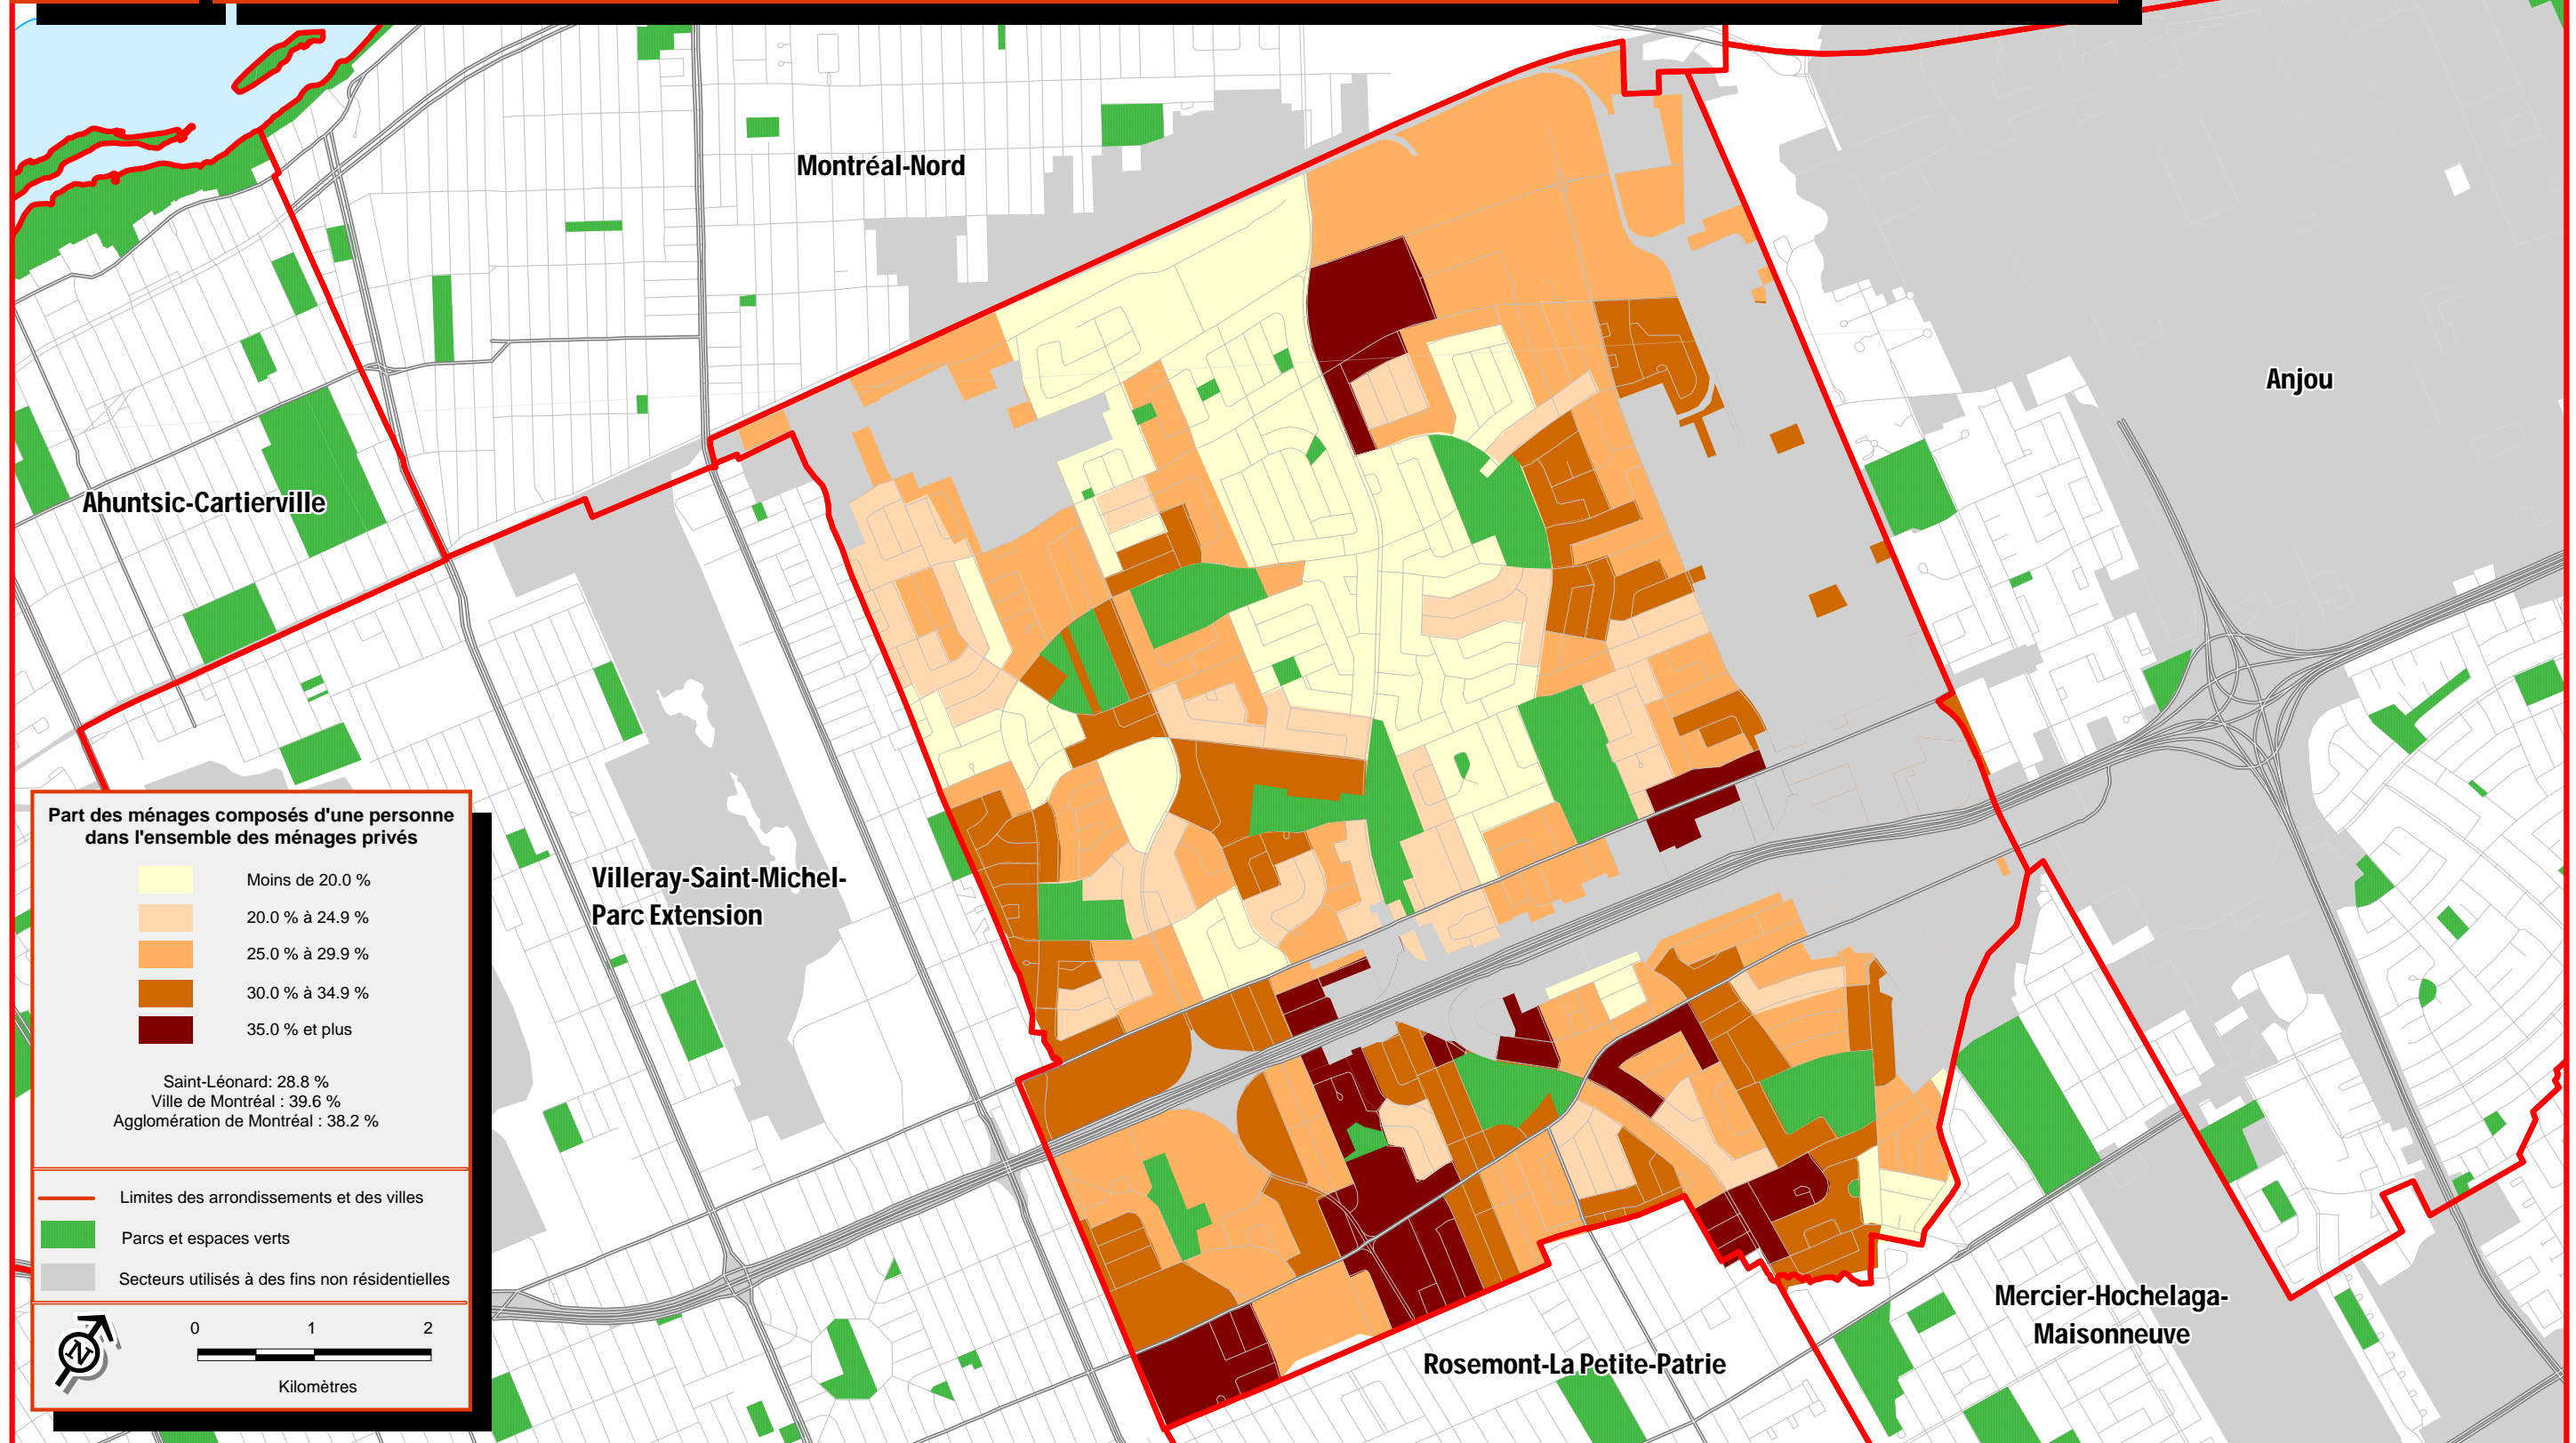 Montréal-Nord
Anjou
Ahuntsic-Cartierville
Villeray-Saint-Michel-
Parc Extension
Part des ménages composés d'une personne
dans l'ensemble des ménages privés
Moins de 20.0 %
20.0 % à 24.9 %
25.0 % à 29.9 %
30.0 % à 34.9 %
35.0 % et plus
Saint-Léonard: 28.8 %
Ville de Montréal : 39.6 %
Agglomération de Montréal : 38.2 %
Limites des arrondissements et des villes
Parcs et espaces verts
Secteurs utilisés à des fins non résidentielles
N
0 1 2
Kilomètres
Mercier-Hochelaga-
Maisonneuve
Rosemont-La Petite-Patrie